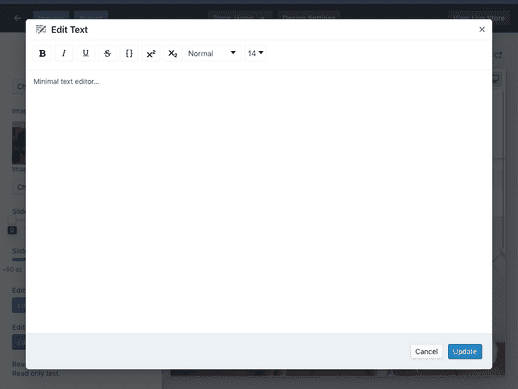 Edit Text
B I U S {} X² X₂ Normal 14
Minimal text editor...
Cancel Update
Read only text.